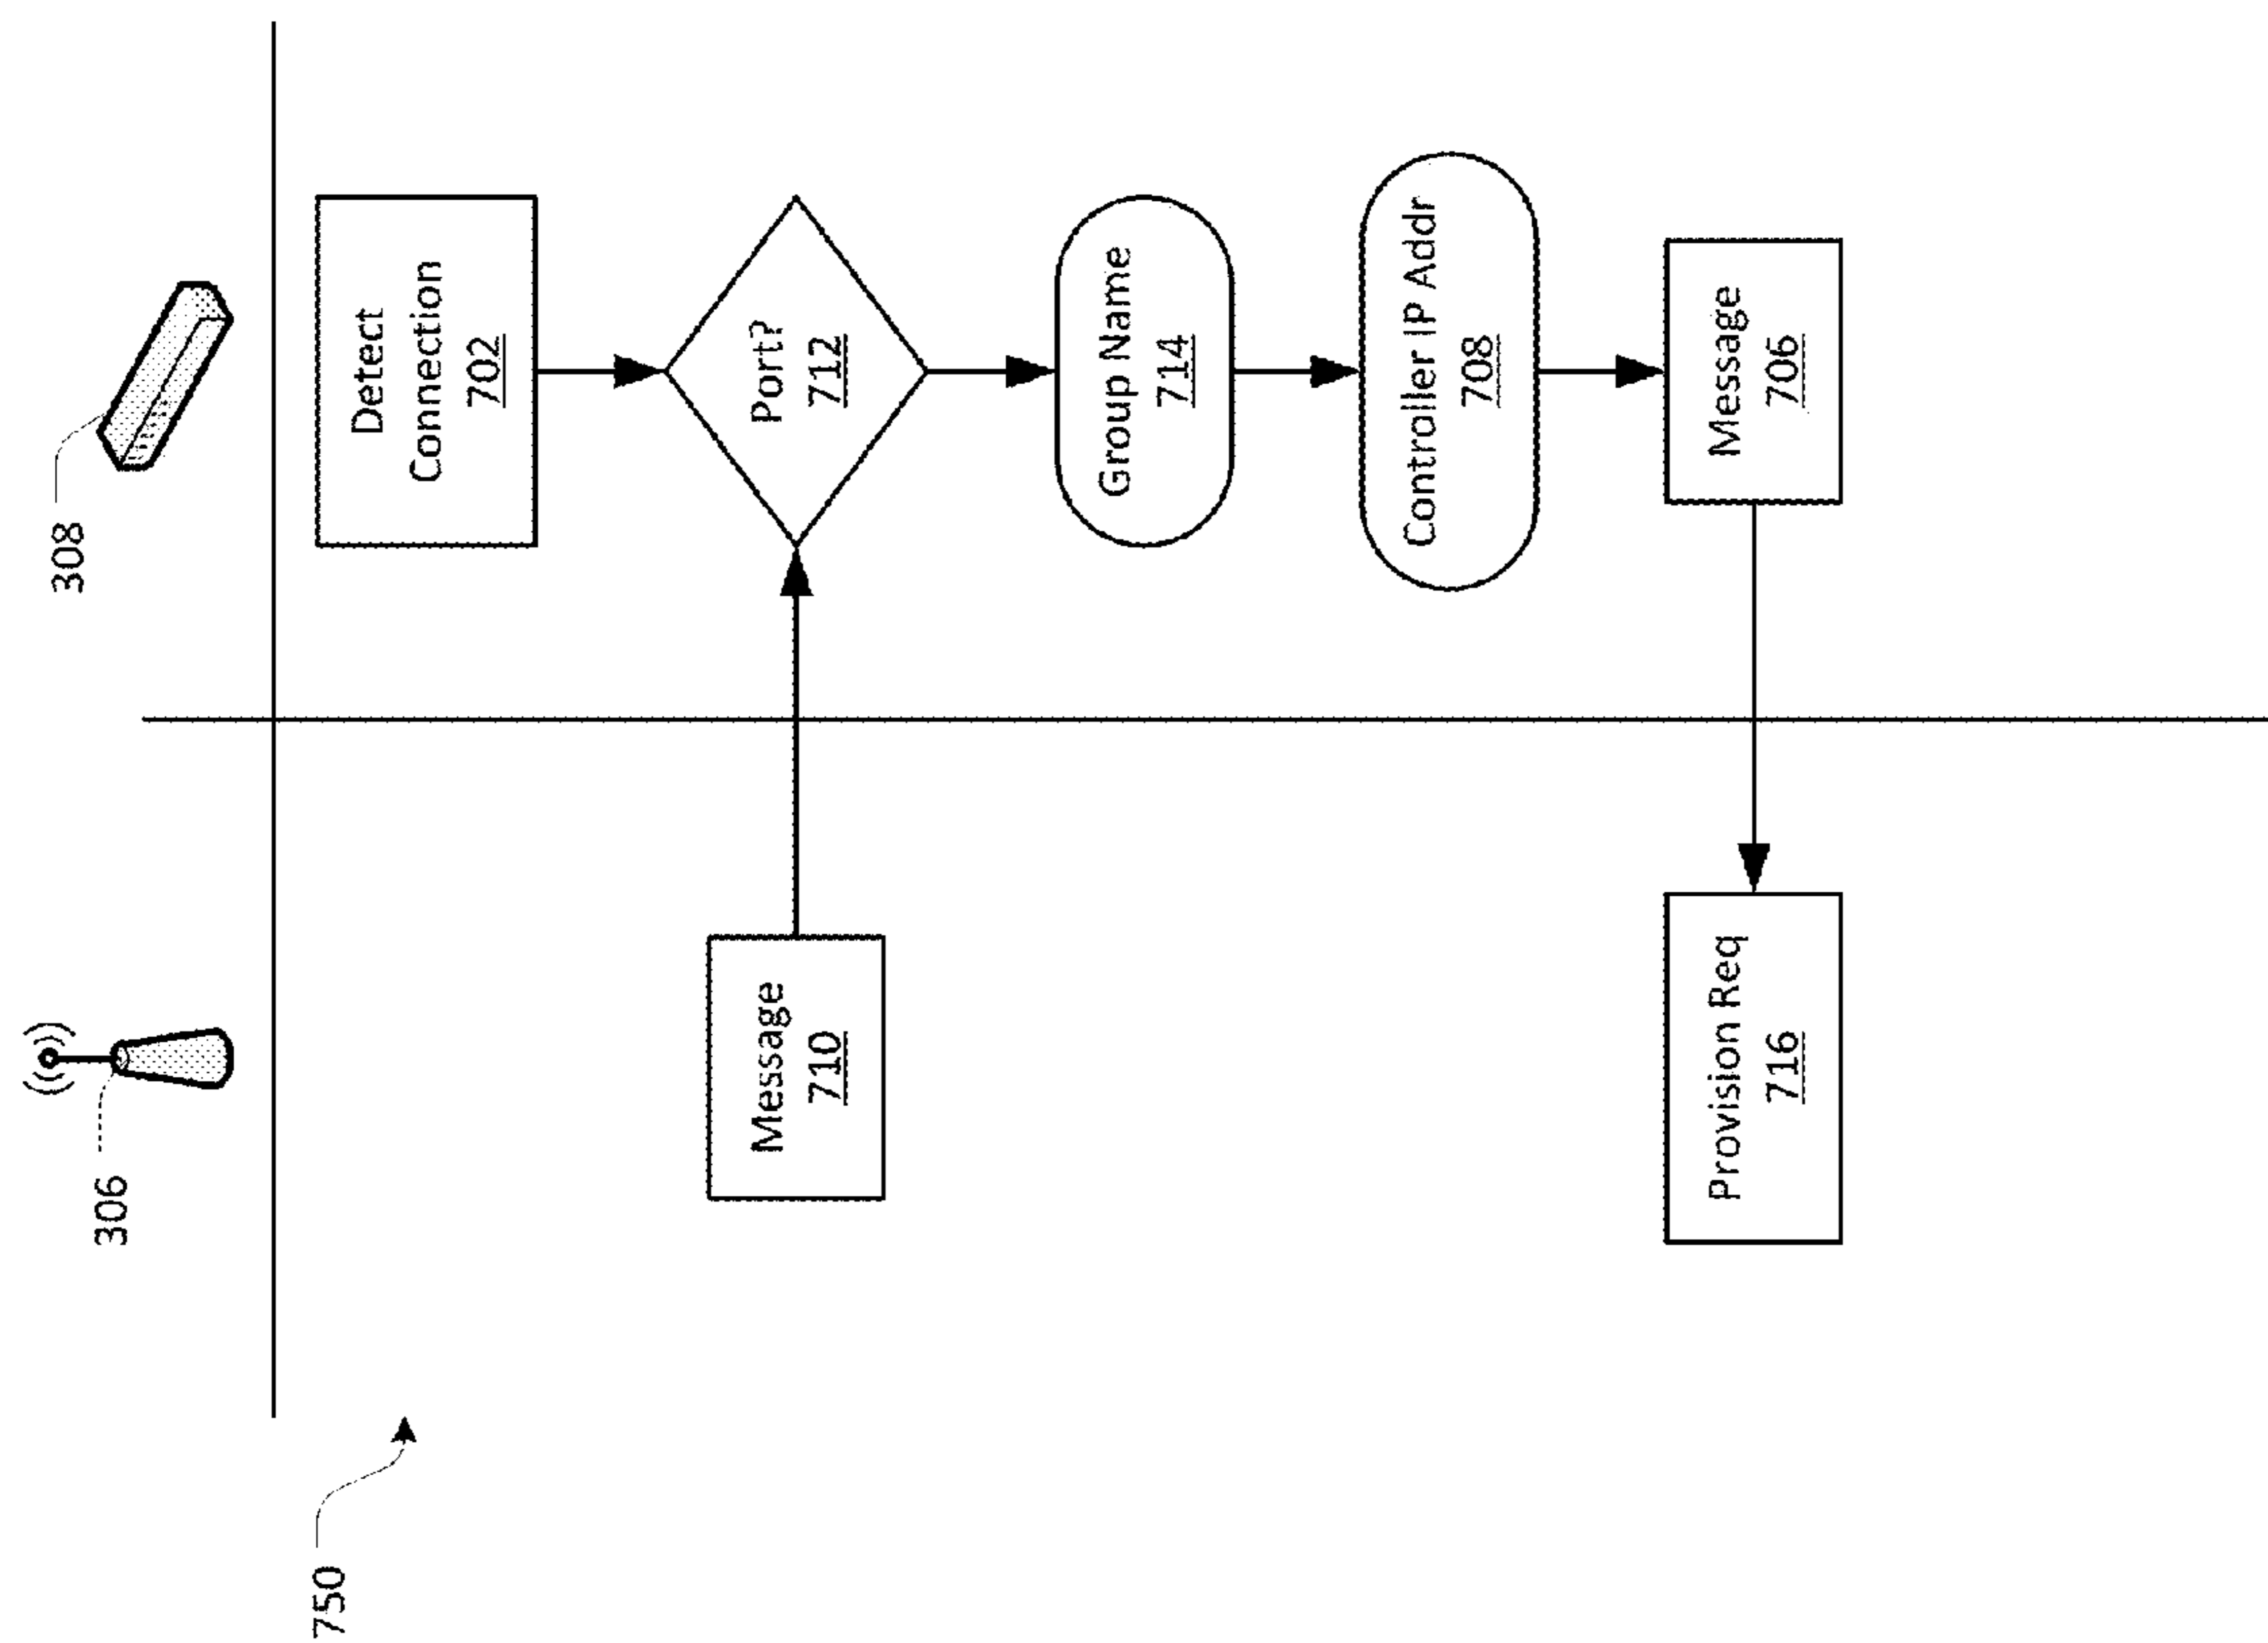 306
308
750
Detect
Connection
702
Message
710
Port?
712
Group Name
714
Controller IP Addr
708
Message
706
Provision Req
716